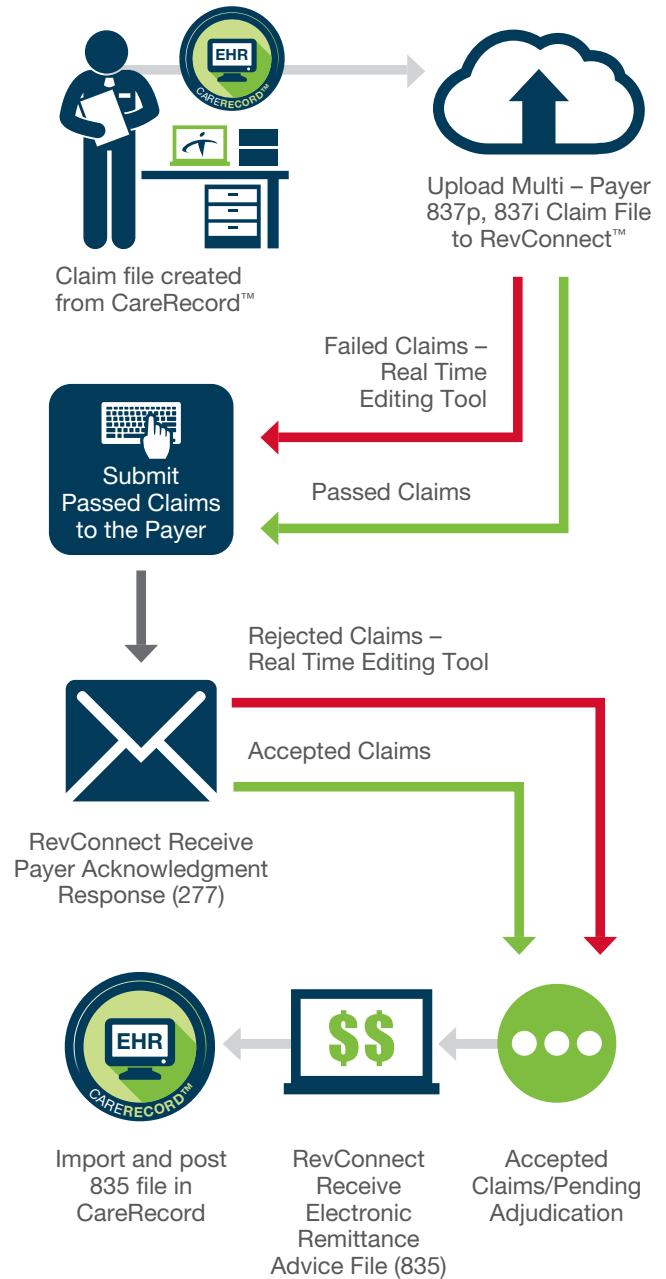 EHR
CARERECORD™
Claim file created
from CareRecord™
Upload Multi – Payer
837p, 837i Claim File
to RevConnect™
Failed Claims –
Real Time
Editing Tool
Submit
Passed Claims
to the Payer
Passed Claims
Rejected Claims –
Real Time Editing Tool
Accepted Claims
RevConnect Receive
Payer Acknowledgment
Response (277)
EHR
CARERECORD™
$$
Import and post
835 file in
CareRecord
RevConnect
Receive
Electronic
Remittance
Advice File (835)
Accepted
Claims/Pending
Adjudication